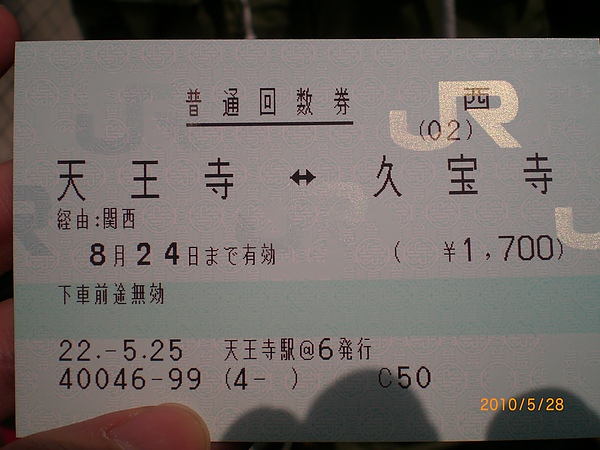 普通回数券 西
(02)
JR
天王寺 ↔ 久宝寺
経由:関西
8月24日まで有効 ( ¥1,700)
下車前途無効
22.-5.25 天王寺駅@6発行
40046-99 (4- ) C50
2010/5/28